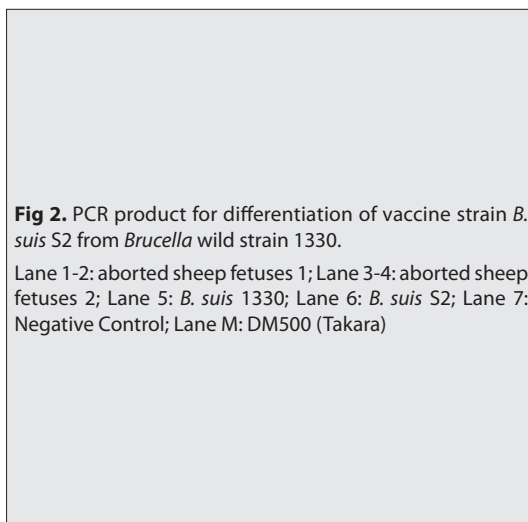 Fig 2. PCR product for differentiation of vaccine strain B.
suis S2 from Brucella wild strain 1330.
Lane 1-2: aborted sheep fetuses 1; Lane 3-4: aborted sheep
fetuses 2; Lane 5: B. suis 1330; Lane 6: B. suis S2; Lane 7:
Negative Control; Lane M: DM500 (Takara)